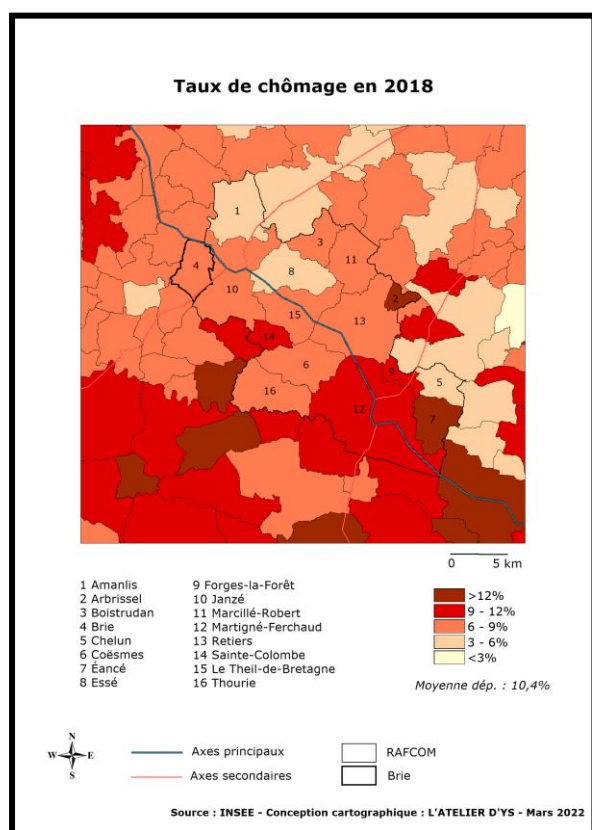 Taux de chômage en 2018
1
3
11
4
8
10
2
15
13
14
6
9
5
16
12
7
0 5 km
1 Amanlis
2 Arbrissel
3 Boistrudan
4 Brie
5 Chelun
6 Coësmes
7 Éancé
8 Essé
9 Forges-la-Forêt
10 Janzé
11 Marcillé-Robert
12 Martigné-Ferchaud
13 Retiers
14 Sainte-Colombe
15 Le Theil-de-Bretagne
16 Thourie
>12%
9 - 12%
6 - 9%
3 - 6%
<3%
Moyenne dép. : 10,4%
N
W E
S
Axes principaux
Axes secondaires
RAFCOM
Brie
Source : INSEE - Conception cartographique : L'ATELIER D'YS - Mars 2022